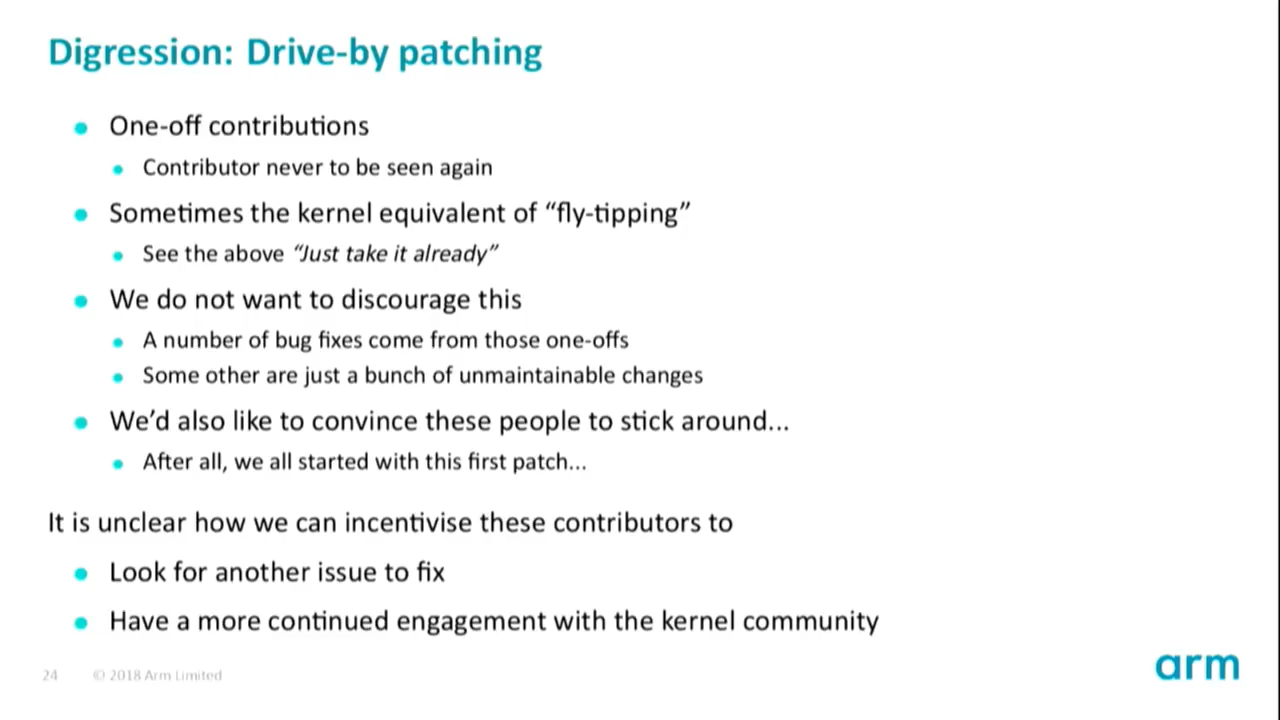 Digression: Drive-by patching
One-off contributions
Contributor never to be seen again
Sometimes the kernel equivalent of “fly-tipping”
See the above “Just take it already”
We do not want to discourage this
A number of bug fixes come from those one-offs
Some other are just a bunch of unmaintainable changes
We’d also like to convince these people to stick around...
After all, we all started with this first patch...
It is unclear how we can incentivise these contributors to
Look for another issue to fix
Have a more continued engagement with the kernel community
24 © 2018 Arm Limited
arm